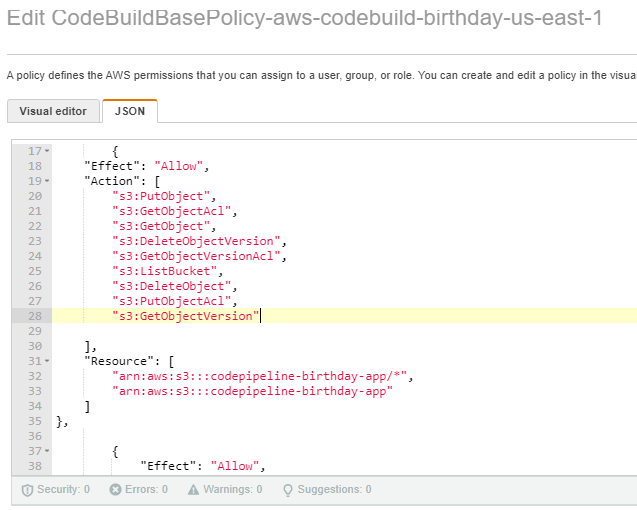 Edit CodeBuildBasePolicy-aws-codebuild-birthday-us-east-1
A policy defines the AWS permissions that you can assign to a user, group, or role. You can create and edit a policy in the visua
Visual editor
JSON
17 {
18 "Effect": "Allow",
19 "Action": [
20 "s3:PutObject",
21 "s3:GetObjectAcl",
22 "s3:GetObject",
23 "s3:DeleteObjectVersion",
24 "s3:GetObjectVersionAcl",
25 "s3:ListBucket",
26 "s3:DeleteObject",
27 "s3:PutObjectAcl",
28 "s3:GetObjectVersion"
29
30 ],
31 "Resource": [
32 "arn:aws:s3:::codepipeline-birthday-app/*",
33 "arn:aws:s3:::codepipeline-birthday-app"
34 ]
35 },
36
37 {
38 "Effect": "Allow",
Security: 0 Errors: 0 Warnings: 0 Suggestions: 0